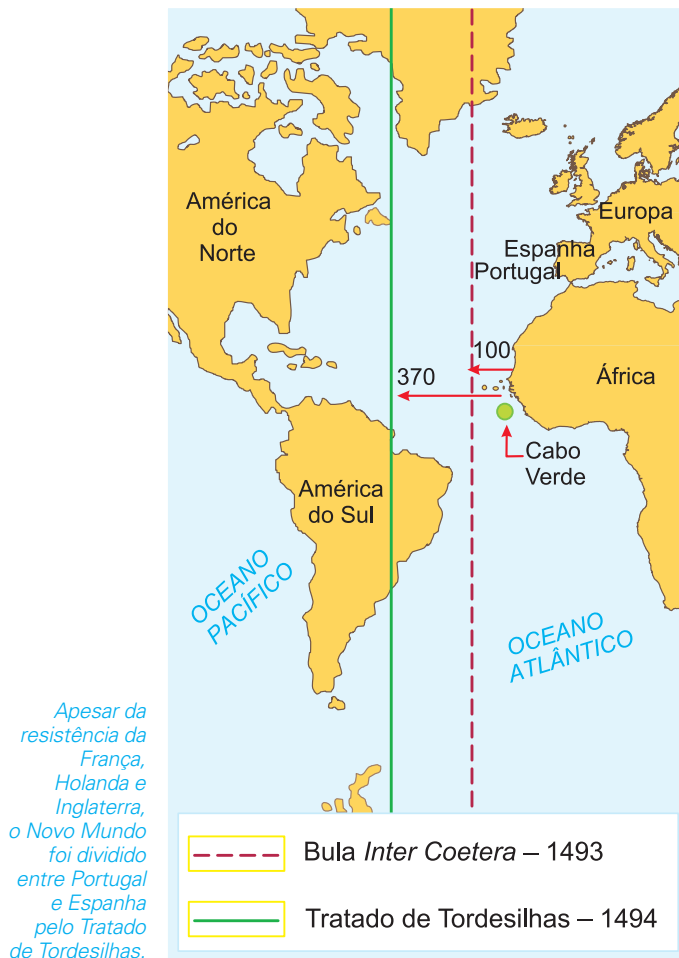 América
do
Norte
Europa
Espanha
Portugal
100
370
África
Cabo
Verde
América
do Sul
OCEANO
PACÍFICO
OCEANO
ATLÂNTICO
Apesar da
resistência da
França,
Holanda e
Inglaterra,
o Novo Mundo
foi dividido
entre Portugal
e Espanha
pelo Tratado
de Tordesilhas.
Bula Inter Coetera – 1493
Tratado de Tordesilhas – 1494